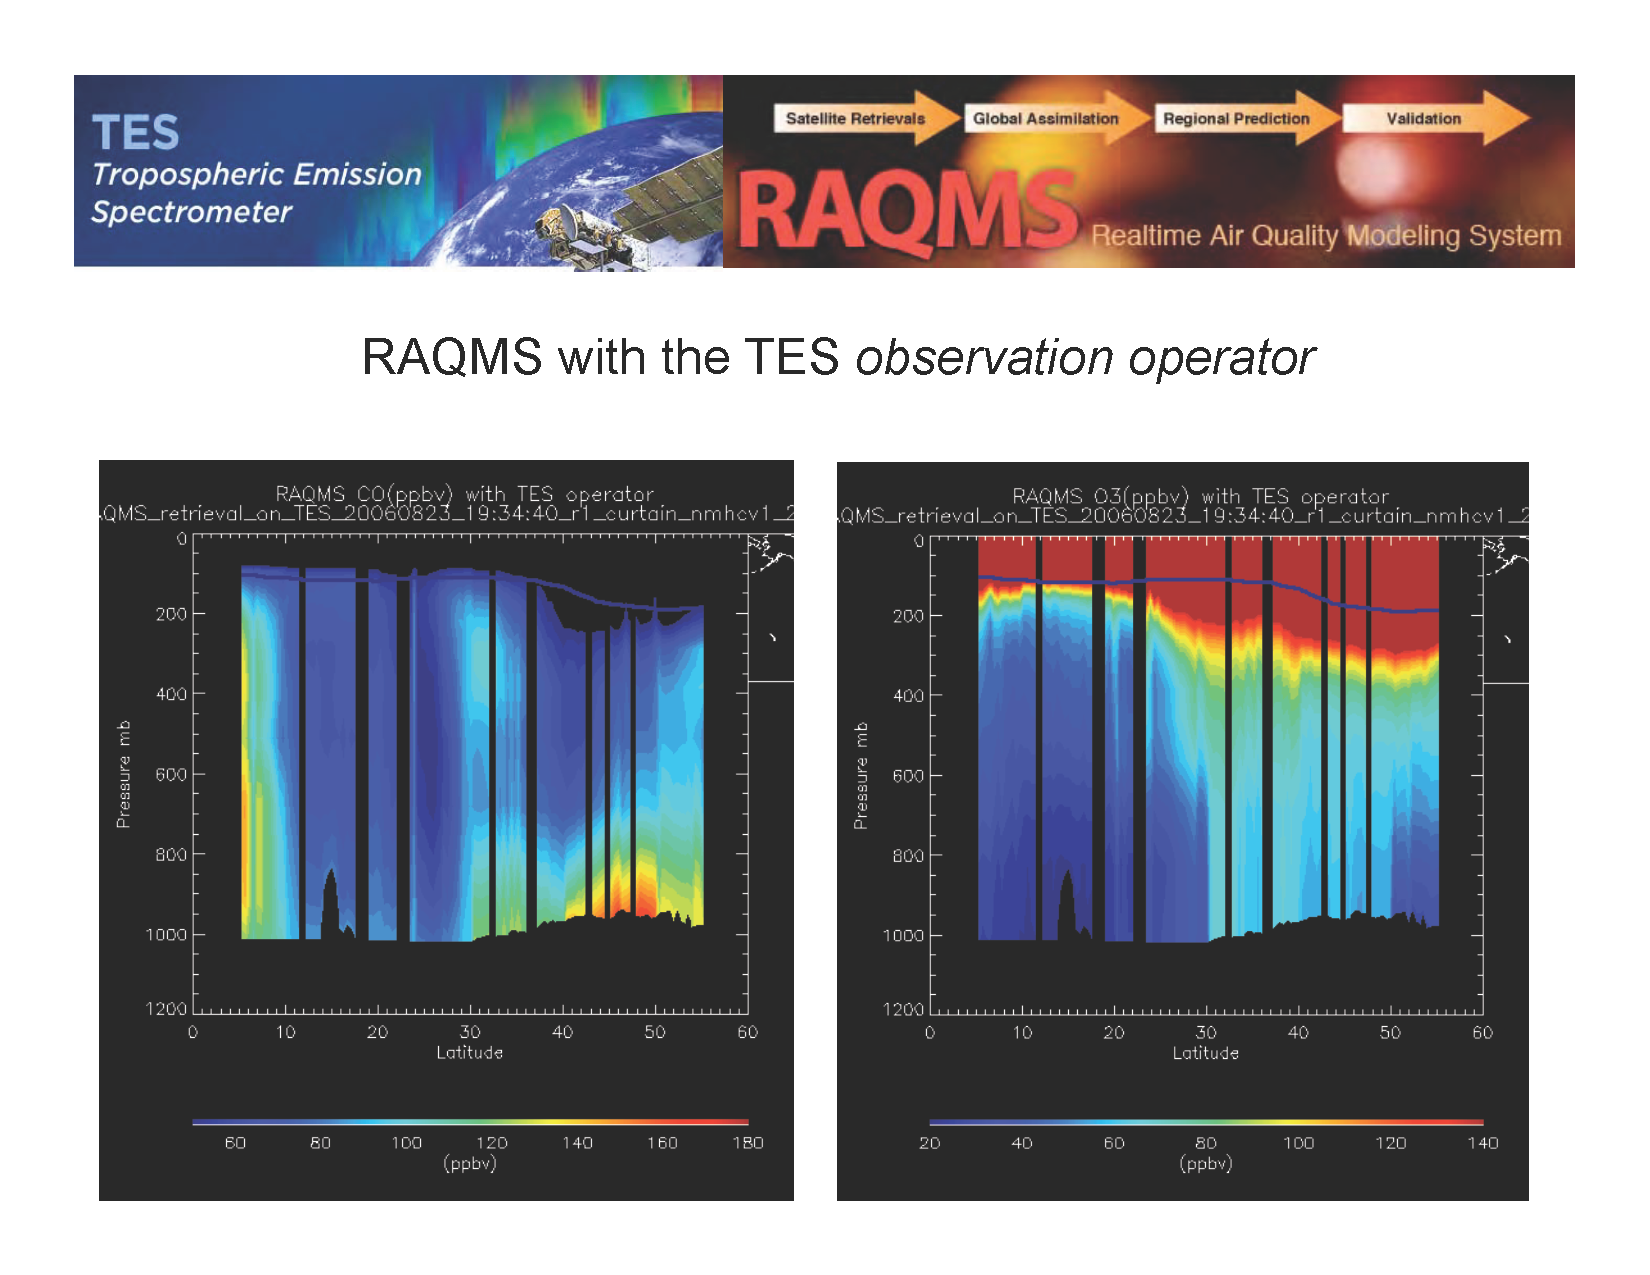 TES
Tropospheric Emission
Spectrometer
Satellite Retrievals
Global Assimilation
Regional Prediction
Validation
RAQMS Realtime Air Quality Modeling System
RAQMS with the TES observation operator
RAQMS CO(ppbv) with TES operator
QMS_retrieval_on_TES_20060823_19:34:40_r1_curtain_nmhcv1_2
0
200
400
600
800
1000
1200
Pressure mb
0 10 20 30 40 50 60
Latitude
60 80 100 120 140 160 180
(ppbv)
RAQMS O3(ppbv) with TES operator
QMS_retrieval_on_TES_20060823_19:34:40_r1_curtain_nmhcv1_2
0
200
400
600
800
1000
1200
Pressure mb
0 10 20 30 40 50 60
Latitude
20 40 60 80 100 120 140
(ppbv)